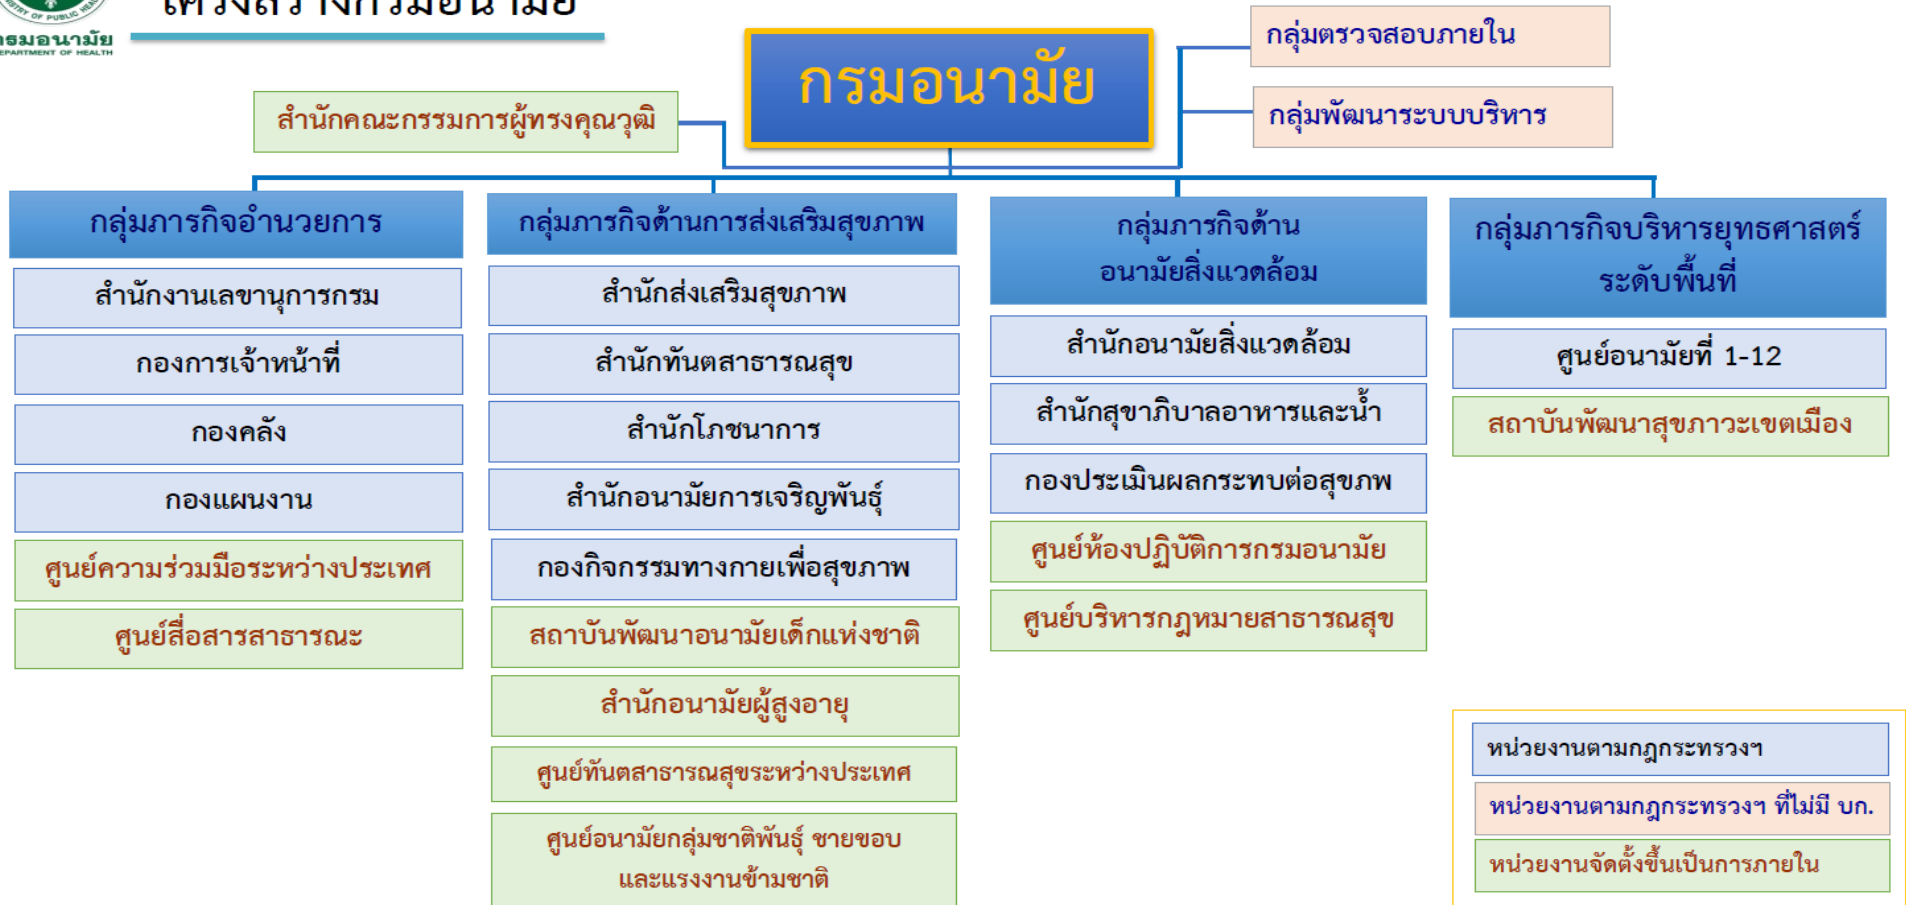 โครงสร้างกรมอนามัย
MINISTRY OF PUBLIC
กรมอนามัย
DEPARTMENT OF HEALTH
กรมอนามัย
กลุ่มตรวจสอบภายใน
กลุ่มพัฒนาระบบบริหาร
สำนักคณะกรรมการผู้ทรงคุณวุฒิ
กลุ่มภารกิจอำนวยการ
สำนักงานเลขานุการกรม
กองการเจ้าหน้าที่
กองคลัง
กองแผนงาน
ศูนย์ความร่วมมือระหว่างประเทศ
ศูนย์สื่อสารสาธารณะ
กลุ่มภารกิจด้านการส่งเสริมสุขภาพ
สำนักส่งเสริมสุขภาพ
สำนักทันตสาธารณสุข
สำนักโภชนาการ
สำนักอนามัยการเจริญพันธุ์
กองกิจกรรมทางกายเพื่อสุขภาพ
สถาบันพัฒนาอนามัยเด็กแห่งชาติ
สำนักอนามัยผู้สูงอายุ
ศูนย์ทันตสาธารณสุขระหว่างประเทศ
ศูนย์อนามัยกลุ่มชาติพันธุ์ ชายขอบ
และแรงงานข้ามชาติ
กลุ่มภารกิจด้าน
อนามัยสิ่งแวดล้อม
สำนักอนามัยสิ่งแวดล้อม
สำนักสุขาภิบาลอาหารและน้ำ
กองประเมินผลกระทบต่อสุขภพ
ศูนย์ห้องปฏิบัติการกรมอนามัย
ศูนย์บริหารกฎหมายสาธารณสุข
กลุ่มภารกิจบริหารยุทธศาสตร์
ระดับพื้นที่
ศูนย์อนามัยที่ 1-12
สถาบันพัฒนาสุขภาวะเขตเมือง
หน่วยงานตามกฎกระทรวงฯ
หน่วยงานตามกฎกระทรวงฯ ที่ไม่มี บก.
หน่วยงานจัดตั้งขึ้นเป็นการภายใน